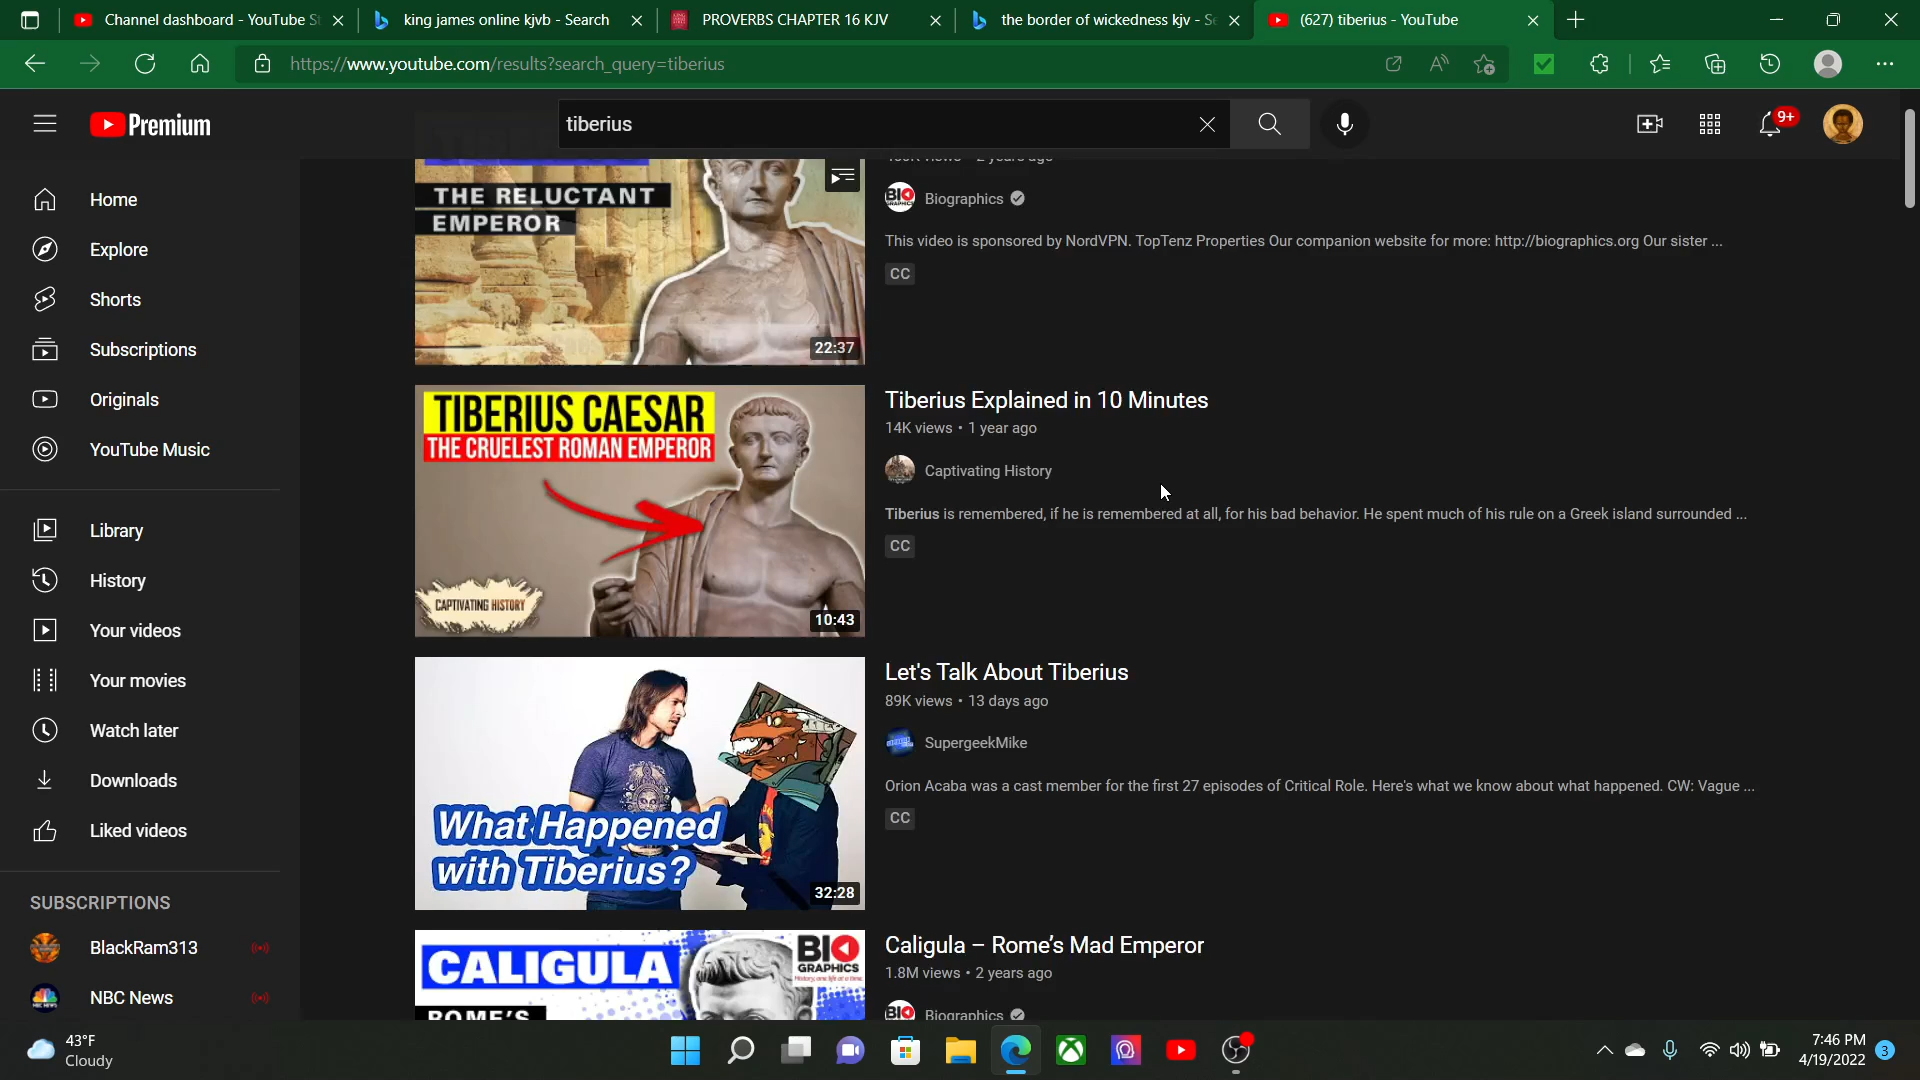 Channel dashboard - YouTube S
king james online kjvb - Search
PROVERBS CHAPTER 16 KJV
the border of wickedness kjv - Se
(627) tiberius - YouTube
https://www.youtube.com/results?search_query=tiberius
Premium
tiberius
9+
Home
Explore
Shorts
Subscriptions
Originals
YouTube Music
Library
History
Your videos
Your movies
Watch later
Downloads
Liked videos
SUBSCRIPTIONS
BlackRam313
NBC News
THE RELUCTANT
EMPEROR
22:37
BIO
GRAPHICS
Biographics
This video is sponsored by NordVPN. TopTenz Properties Our companion website for more: http://biographics.org Our sister ...
CC
TIBERIUS CAESAR
THE CRUELEST ROMAN EMPEROR
CAPTIVATING HISTORY
10:43
Tiberius Explained in 10 Minutes
14K views • 1 year ago
Captivating History
Tiberius is remembered, if he is remembered at all, for his bad behavior. He spent much of his rule on a Greek island surrounded ...
CC
What Happened
with Tiberius?
32:28
Let's Talk About Tiberius
89K views • 13 days ago
SupergeekMike
Orion Acaba was a cast member for the first 27 episodes of Critical Role. Here's what we know about what happened. CW: Vague ...
CC
CALIGULA
BIO
GRAPHICS
ROME'S
Caligula – Rome's Mad Emperor
1.8M views • 2 years ago
BIO
Biographics
43°F
Cloudy
7:46 PM
4/19/2022
3